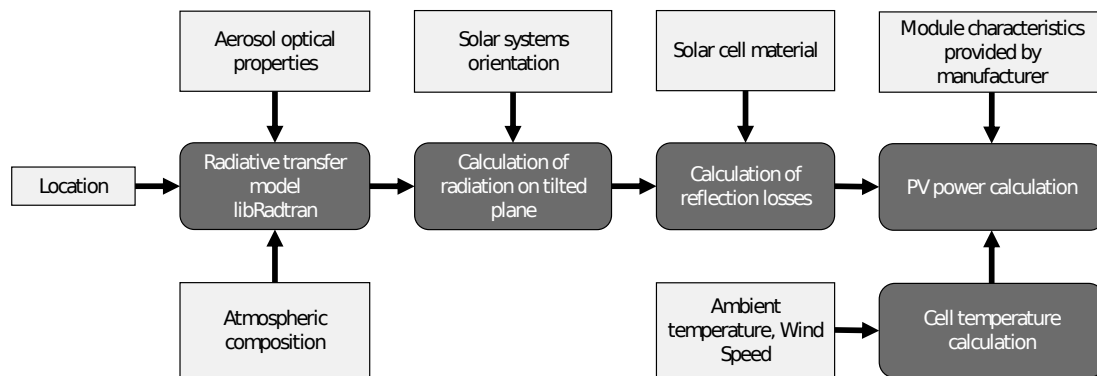 Aerosol optical
properties
Solar systems
orientation
Solar cell material
Module characteristics
provided by
manufacturer
Location
Radiative transfer
model
libRadtran
Calculation of
radiation on tilted
plane
Calculation of
reflection losses
PV power calculation
Atmospheric
composition
Ambient
temperature, Wind
Speed
Cell temperature
calculation